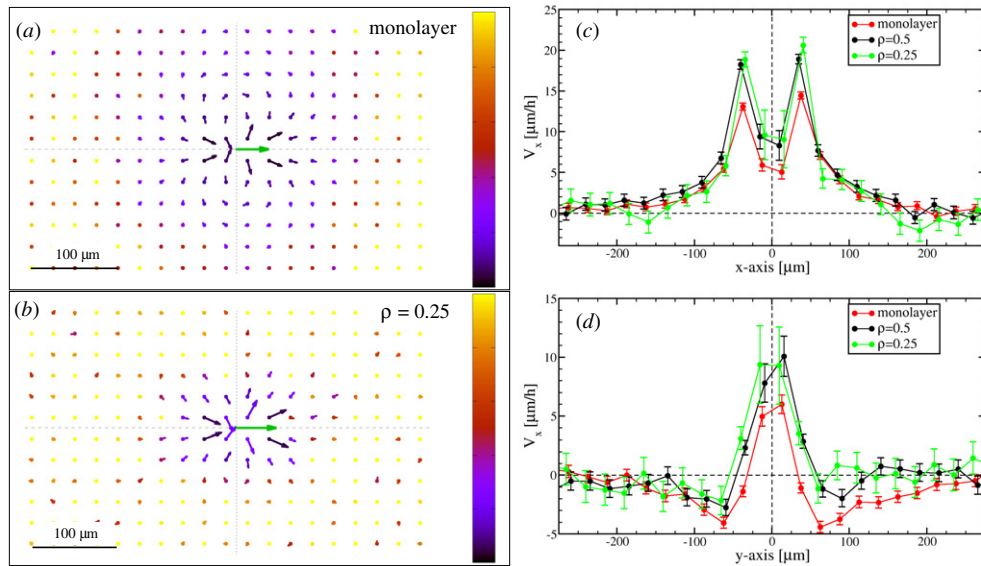 (a)
monolayer
100 μm
(b)
ρ = 0.25
100 μm
(c)
monolayer
ρ=0.5
ρ=0.25
25
20
15
10
5
0
Vx [μm/h]
-200 -100 0 100 200
x-axis [μm]
(d)
monolayer
ρ=0.5
ρ=0.25
15
10
5
0
-5
Vx [μm/h]
-200 -100 0 100 200
y-axis [μm]